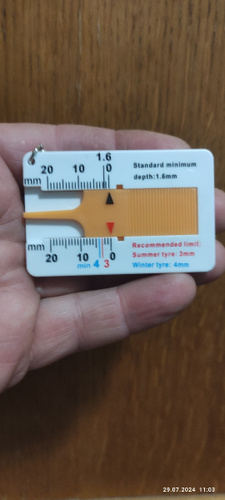 1.6
20 10 0
mm
Standard minimum
depth:1.6mm
mm
20 10 0
min 4 3
Recommended limit:
Summer tyre: 3mm
Winter tyre: 4mm
29.07.2024 11:03